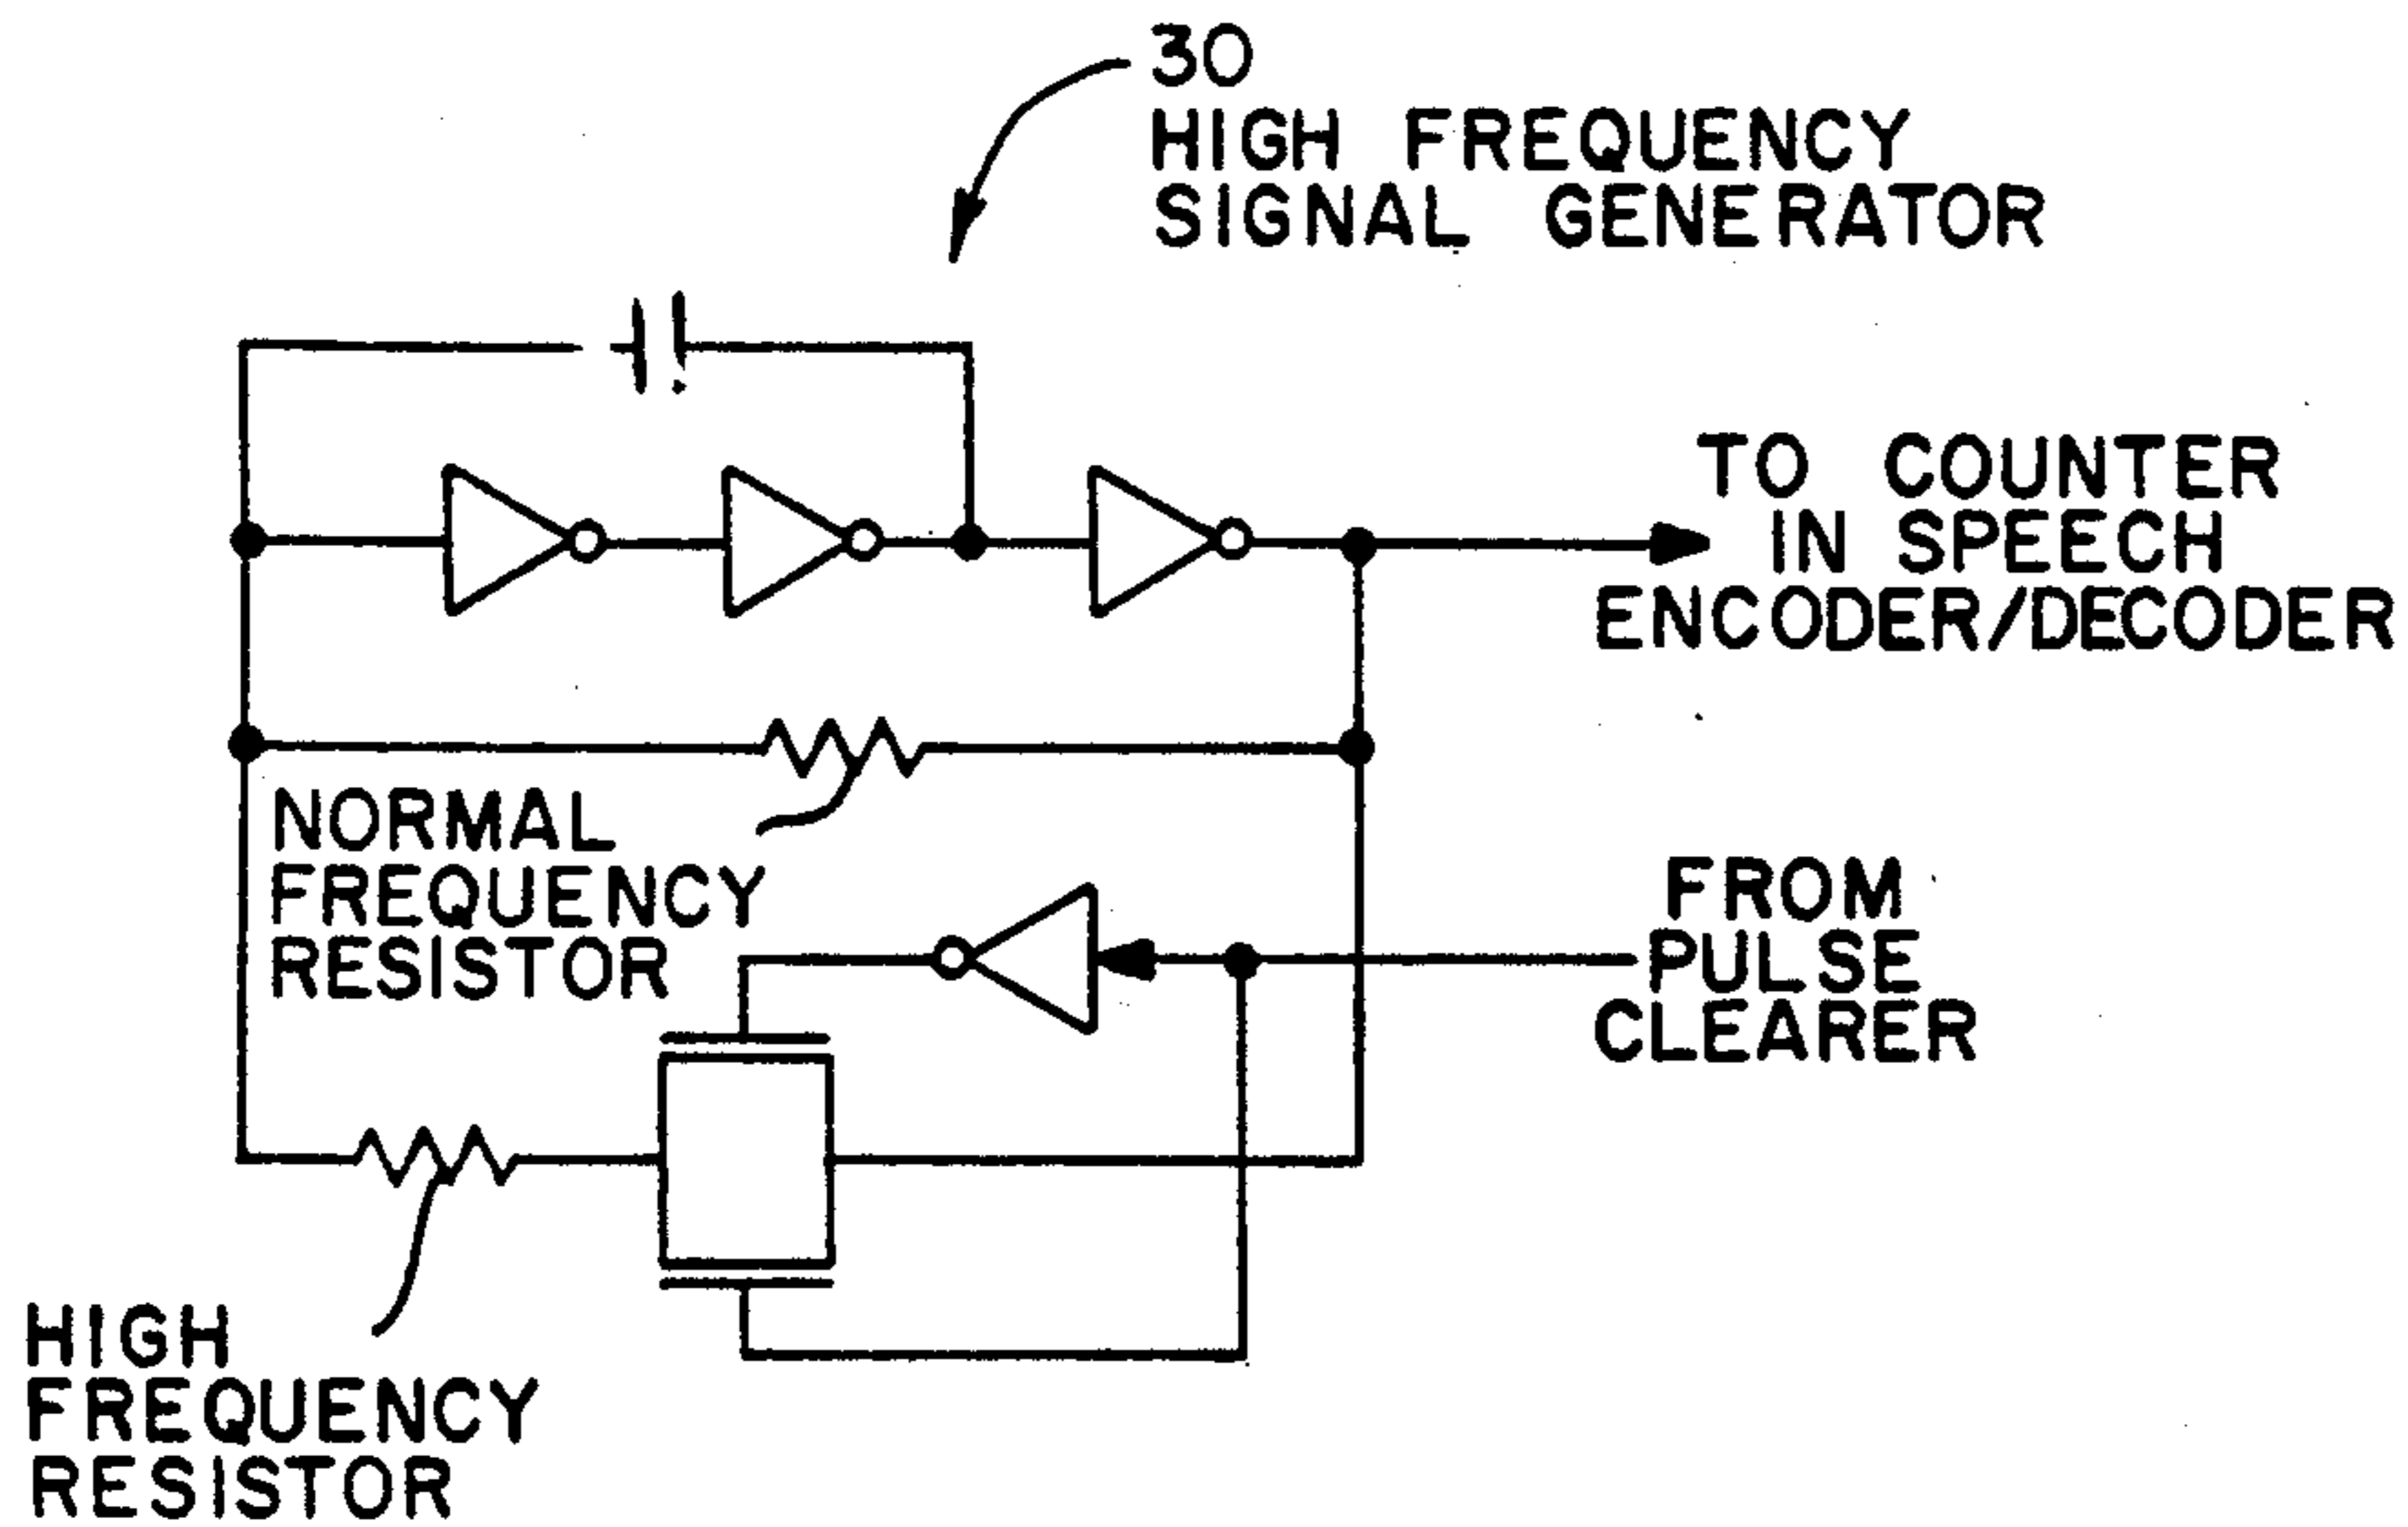 30
HIGH FREQUENCY
SIGNAL GENERATOR
TO COUNTER
IN SPEECH
ENCODER/DECODER
NORMAL
FREQUENCY
RESISTOR
FROM
PULSE
CLEARER
HIGH
FREQUENCY
RESISTOR